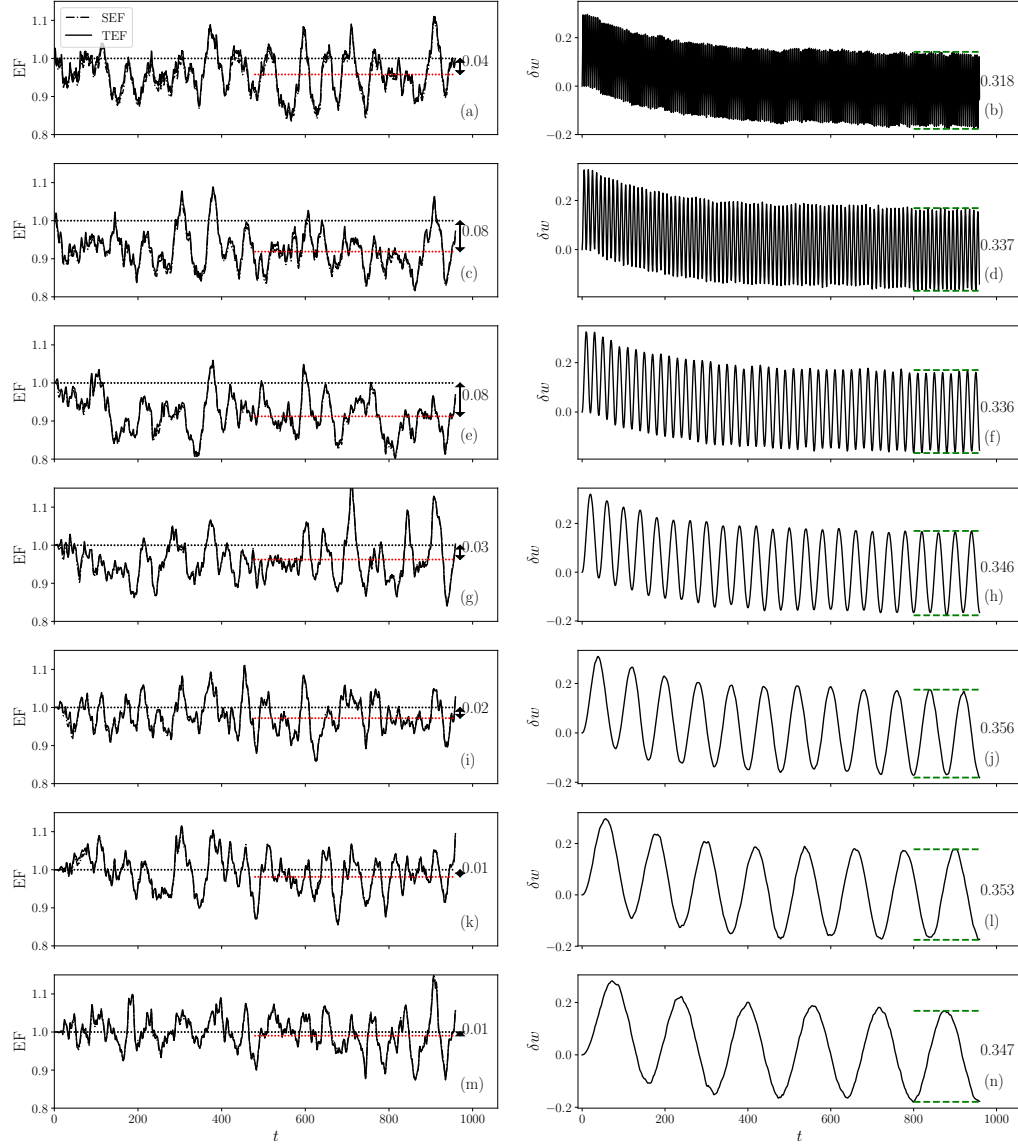 SEF
TEF
1.1
1.0
0.9
0.8
EF
0.04
(a)
0.2
0.0
−0.2
δw
0.318
(b)
1.1
1.0
0.9
0.8
EF
0.08
(c)
0.2
0.0
δw
0.337
(d)
1.1
1.0
0.9
0.8
EF
0.08
(e)
0.2
0.0
δw
0.336
(f)
1.1
1.0
0.9
0.8
EF
0.03
(g)
0.2
0.0
−0.2
δw
0.346
(h)
1.1
1.0
0.9
0.8
EF
0.02
(i)
0.2
0.0
−0.2
δw
0.356
(j)
1.1
1.0
0.9
0.8
EF
0.01
(k)
0.2
0.0
−0.2
δw
0.353
(l)
1.1
1.0
0.9
0.8
EF
0.01
(m)
0 200 400 600 800 1000
t
0.2
0.0
−0.2
δw
0.347
(n)
0 200 400 600 800 1000
t